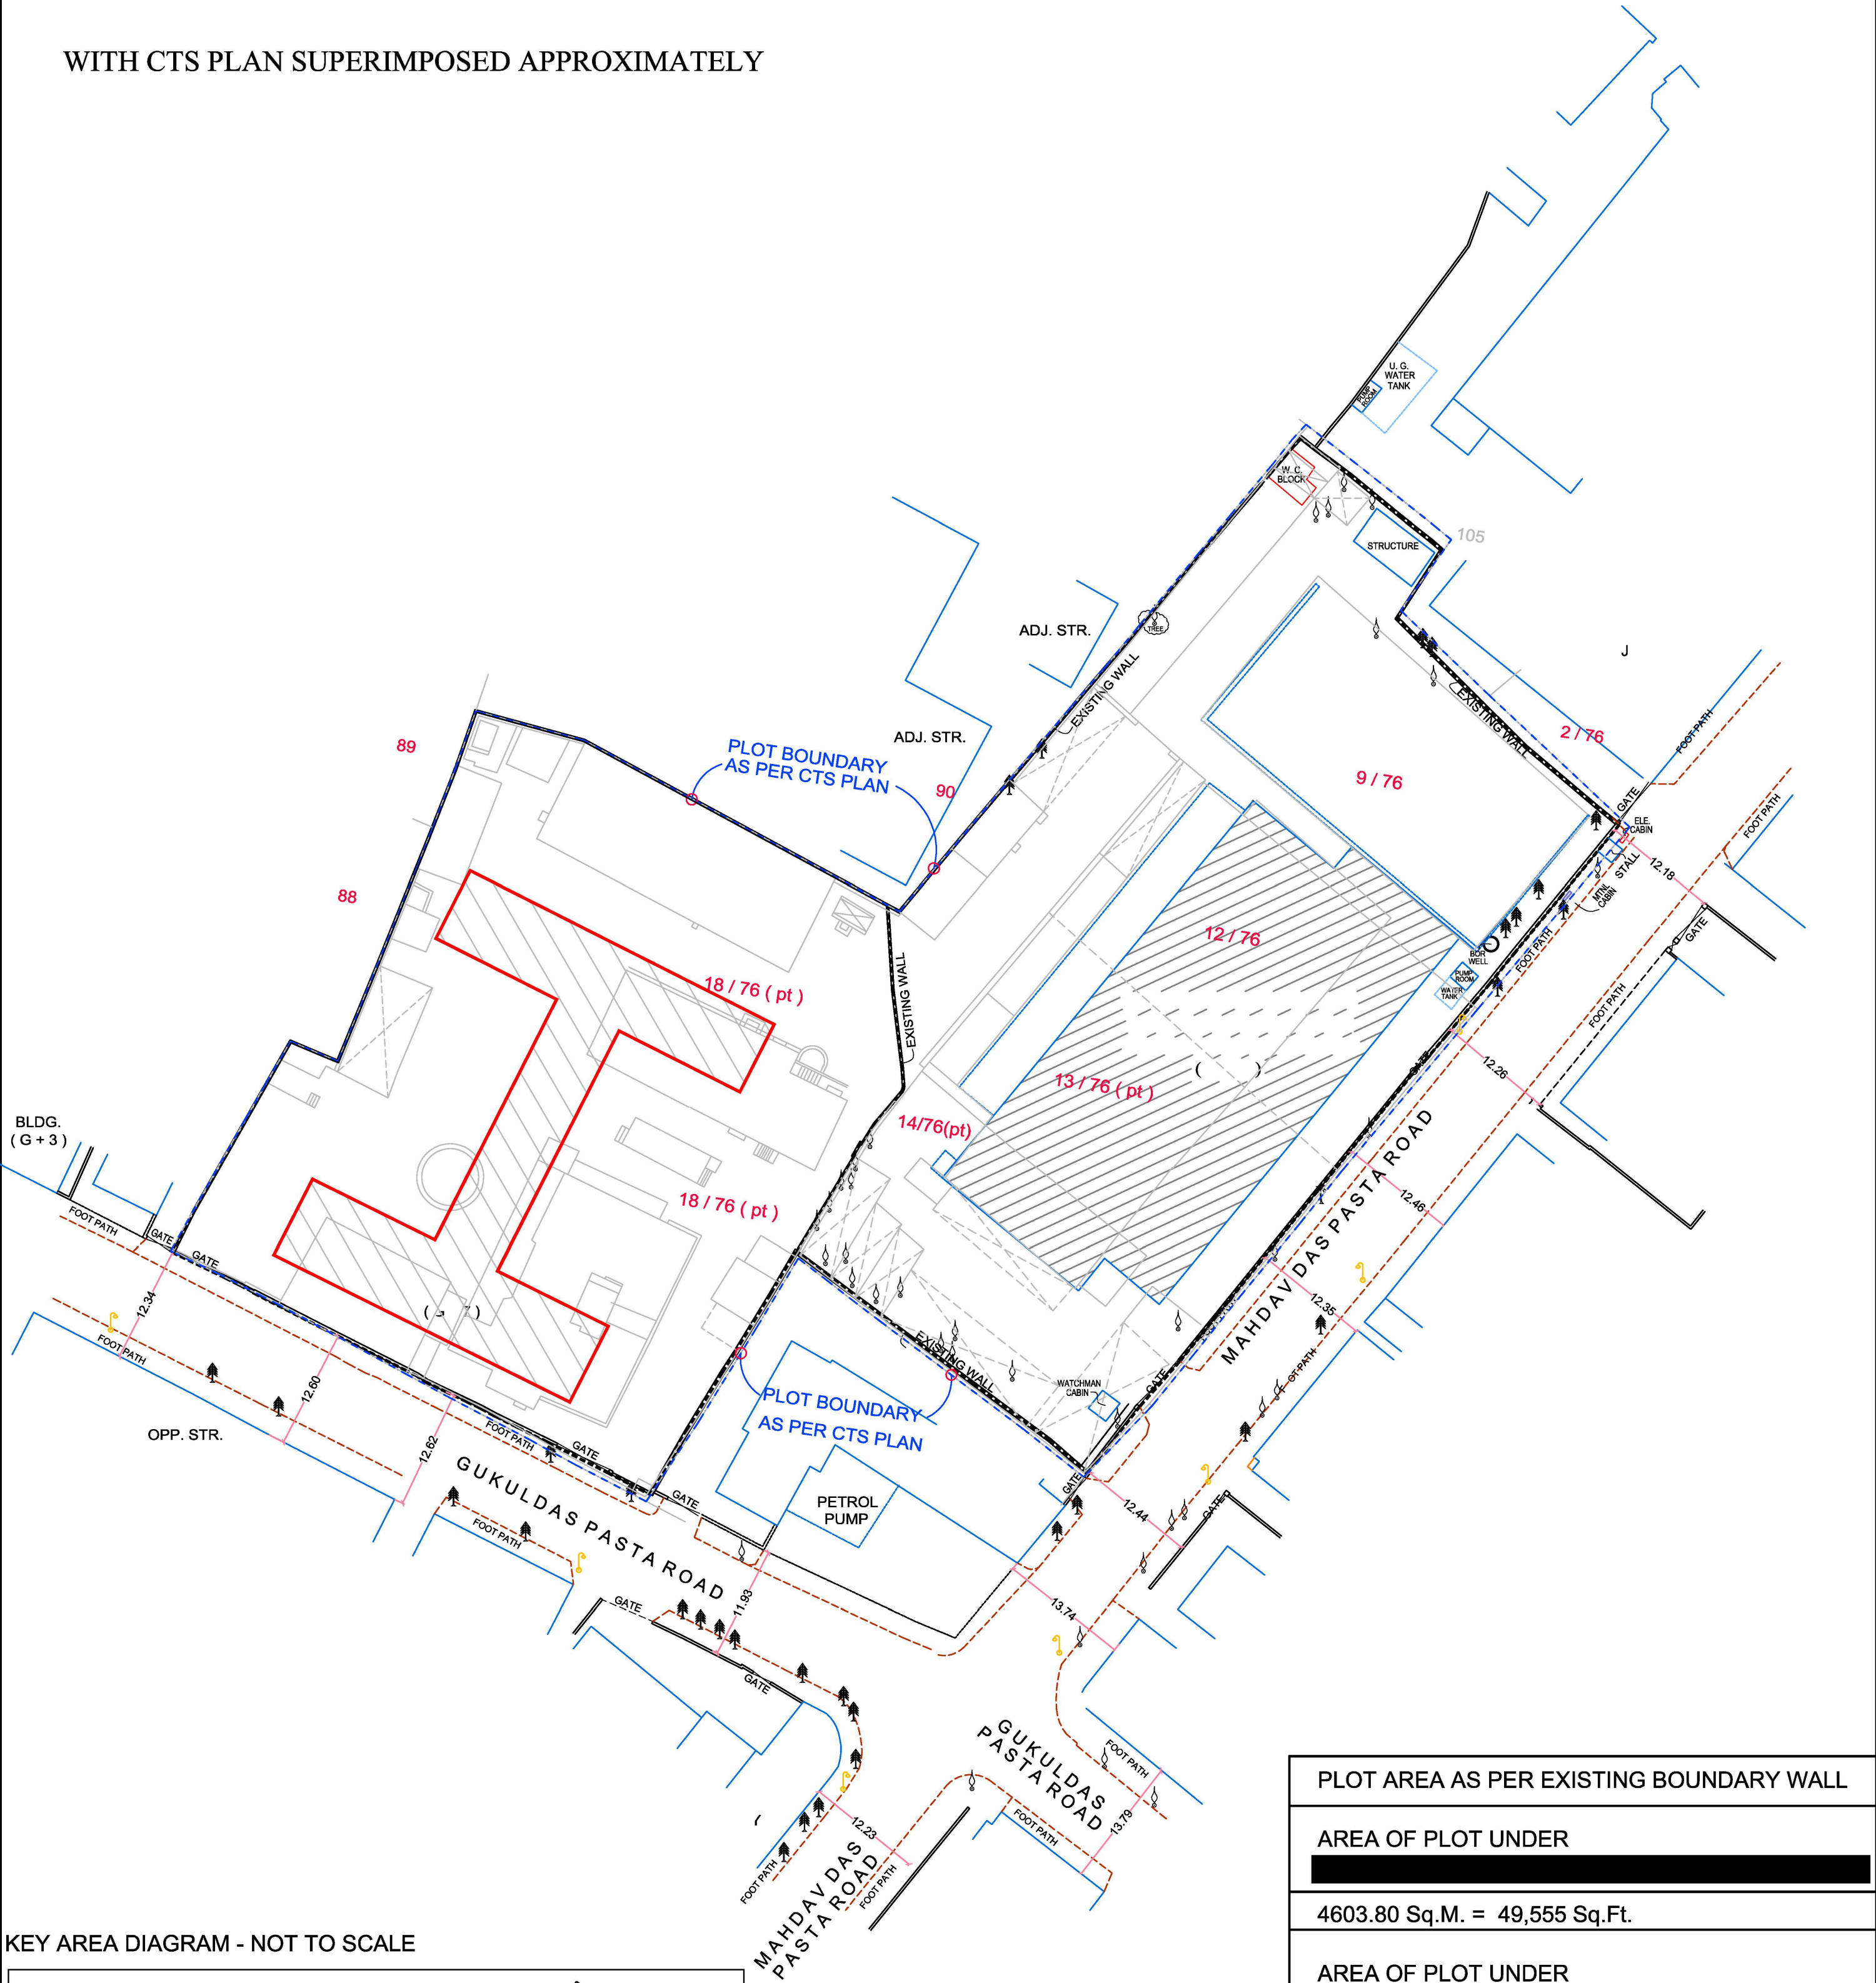 WITH CTS PLAN SUPERIMPOSED APPROXIMATELY
U. G.
WATER
TANK
PUMP
ROOM
W. C.
BLOCK
STRUCTURE
105
TREE
ADJ. STR.
EXISTING WALL
J
EXISTING WALL
2 / 76
FOOT PATH
89
PLOT BOUNDARY
AS PER CTS PLAN
ADJ. STR.
90
9 / 76
GATE
ELE.
CABIN
STALL
MTNL
CABIN
12.18
FOOT PATH
88
12 / 76
GATE
BOR
WELL
PUMP
ROOM
WATER
TANK
FOOT PATH
FOOT PATH
18 / 76 ( pt )
EXISTING WALL
( )
13 / 76 ( pt )
GATE
12.26
14/76(pt)
BLDG.
( G + 3 )
MAHDAV DAS PASTA ROAD
12.46
18 / 76 ( pt )
FOOT PATH
GATE
GATE
12.34
12.35
FOOT PATH
12.60
EXISTING WALL
WATCHMAN
CABIN
GATE
OT PATH
PLOT BOUNDARY
AS PER CTS PLAN
OPP. STR.
12.62
FOOT PATH
GATE
GUKULDAS PASTA ROAD
GATE
PETROL
PUMP
GATE
12.44
GATE
FOOT PATH
11.93
13.74
GATE
GATE
GUKULDAS
PASTA ROAD
FOOT PATH
13.79
FOOT PATH
12.23
FOOT PATH
FOOT PATH
MAHDAV DAS
PASTA ROAD
PLOT AREA AS PER EXISTING BOUNDARY WALL
AREA OF PLOT UNDER
4603.80 Sq.M. = 49,555 Sq.Ft.
AREA OF PLOT UNDER
KEY AREA DIAGRAM - NOT TO SCALE